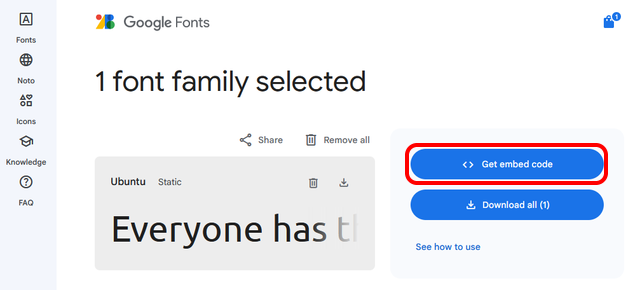 Fonts
Noto
Icons
Knowledge
FAQ
Google Fonts
1
1 font family selected
Share
Remove all
Ubuntu Static
Everyone has
<> Get embed code
Download all (1)
See how to use